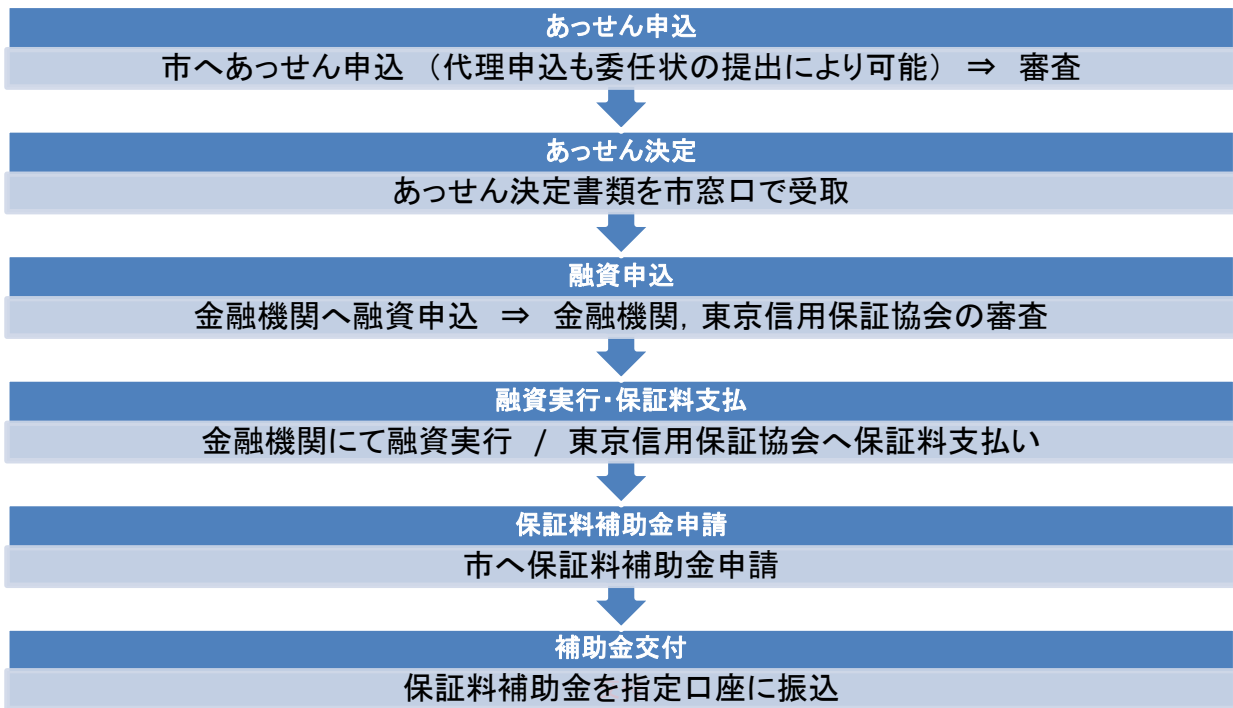 あっせん申込
市へあっせん申込 （代理申込も委任状の提出により可能） ⇒ 審査
あっせん決定
あっせん決定書類を市窓口で受取
融資申込
金融機関へ融資申込 ⇒ 金融機関，東京信用保証協会の審査
融資実行・保証料支払
金融機関にて融資実行 / 東京信用保証協会へ保証料支払い
保証料補助金申請
市へ保証料補助金申請
補助金交付
保証料補助金を指定口座に振込